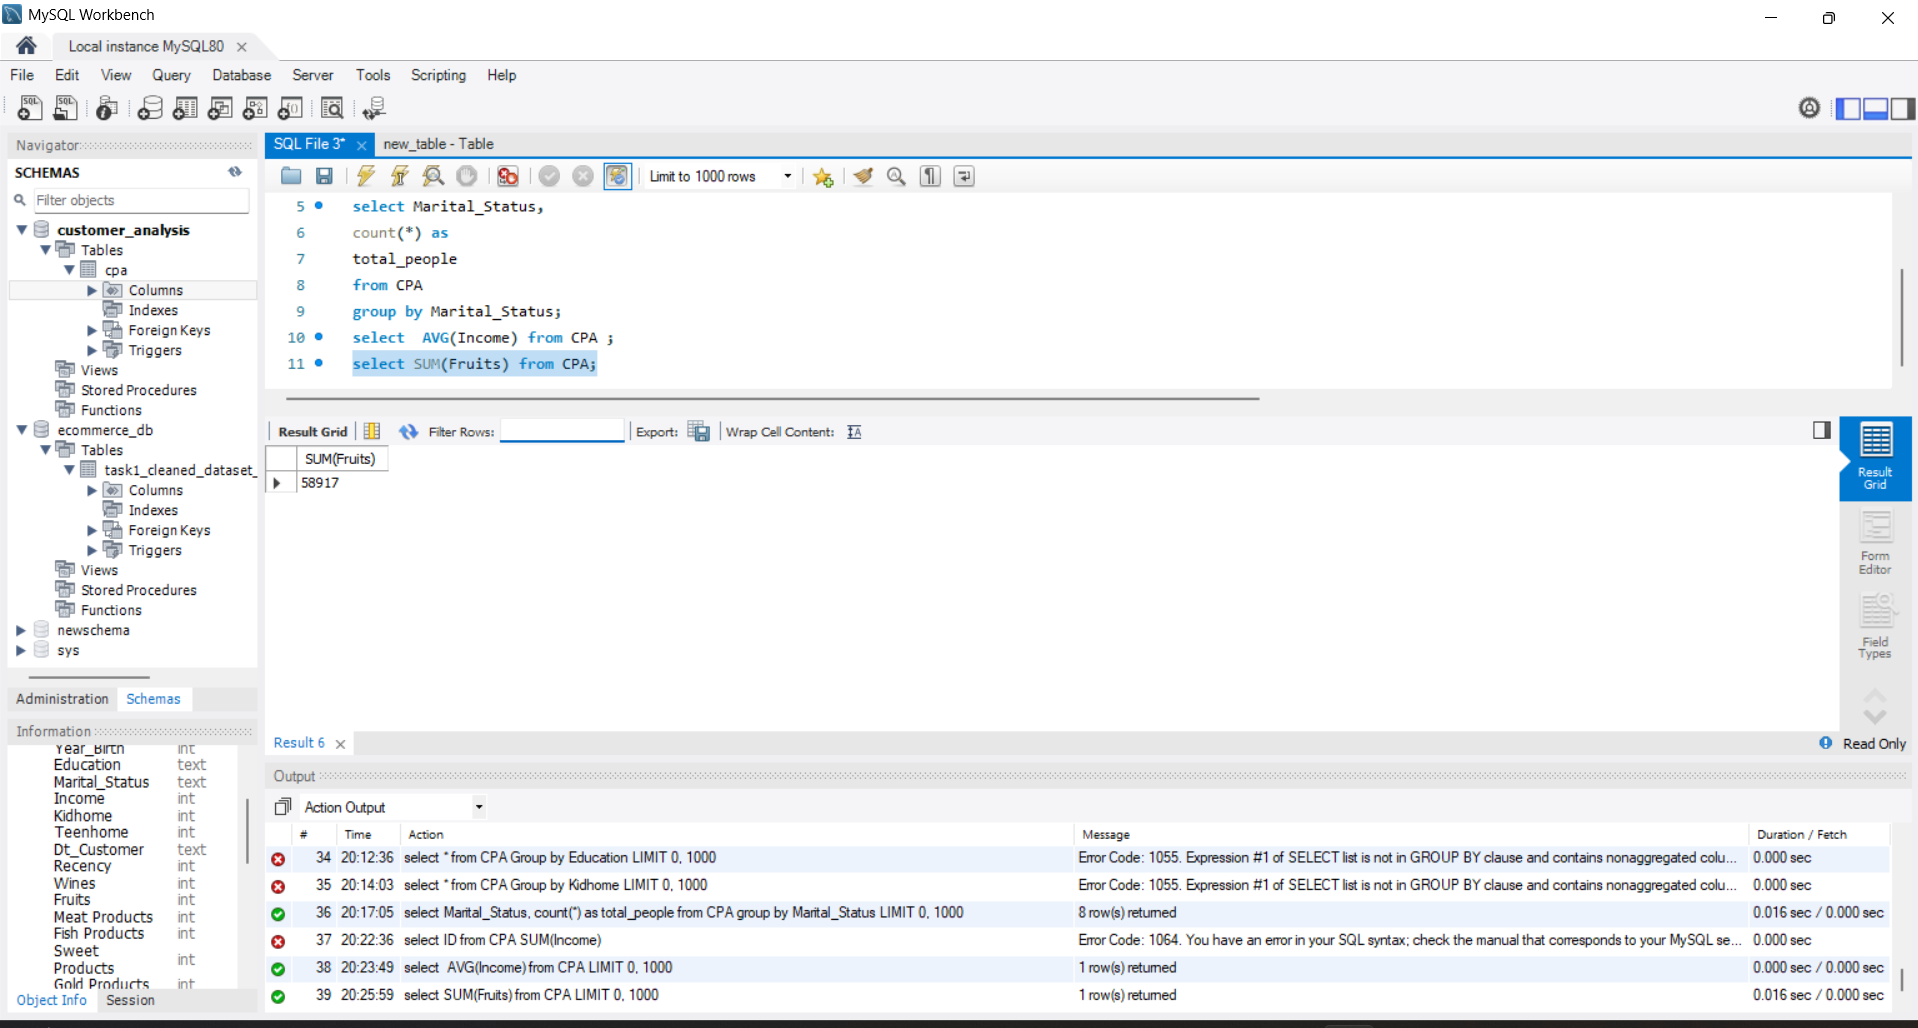 MySQL Workbench
Local instance MySQL80
File Edit View Query Database Server Tools Scripting Help
Navigator
SCHEMAS
Filter objects
customer_analysis
Tables
cpa
Columns
Indexes
Foreign Keys
Triggers
Views
Stored Procedures
Functions
ecommerce_db
Tables
task1_cleaned_dataset_
Columns
Indexes
Foreign Keys
Triggers
Views
Stored Procedures
Functions
newschema
sys
Administration Schemas
Information
Year_Birth int
Education text
Marital_Status text
Income int
Kidhome int
Teenhome int
Dt_Customer text
Recency int
Wines int
Fruits int
Meat Products int
Fish Products int
Sweet
Products int
Gold Products int
Object Info Session
SQL File 3* new_table - Table
Limit to 1000 rows
5 select Marital_Status,
6 count(*) as
7 total_people
8 from CPA
9 group by Marital_Status;
10 select  AVG(Income) from CPA ;
11 select SUM(Fruits) from CPA;
Result Grid Filter Rows: Export: Wrap Cell Content:
SUM(Fruits)
58917
Result
Grid
Form
Editor
Field
Types
Result 6 Read Only
Output
Action Output
# Time Action Message Duration / Fetch
34 20:12:36 select * from CPA Group by Education LIMIT 0, 1000 Error Code: 1055. Expression #1 of SELECT list is not in GROUP BY clause and contains nonaggregated colu... 0.000 sec
35 20:14:03 select * from CPA Group by Kidhome LIMIT 0, 1000 Error Code: 1055. Expression #1 of SELECT list is not in GROUP BY clause and contains nonaggregated colu... 0.000 sec
36 20:17:05 select Marital_Status, count(*) as total_people from CPA group by Marital_Status LIMIT 0, 1000 8 row(s) returned 0.016 sec / 0.000 sec
37 20:22:36 select ID from CPA SUM(Income) Error Code: 1064. You have an error in your SQL syntax; check the manual that corresponds to your MySQL se... 0.000 sec
38 20:23:49 select  AVG(Income) from CPA LIMIT 0, 1000 1 row(s) returned 0.000 sec / 0.000 sec
39 20:25:59 select SUM(Fruits) from CPA LIMIT 0, 1000 1 row(s) returned 0.016 sec / 0.000 sec